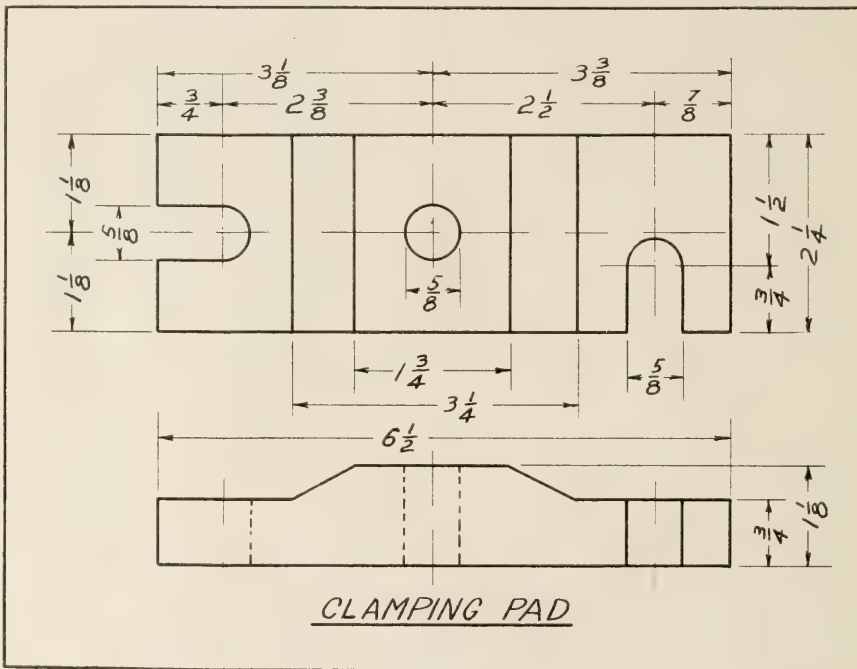 3 1/8 3 3/8
3/4 2 3/8 2 1/2 7/8
1 1/8 5/8 1 1/8
5/8
1 1/2 3/4 2 1/4
1 3/4 5/8
3 1/4
6 1/2
3/4 1 1/8
CLAMPING PAD